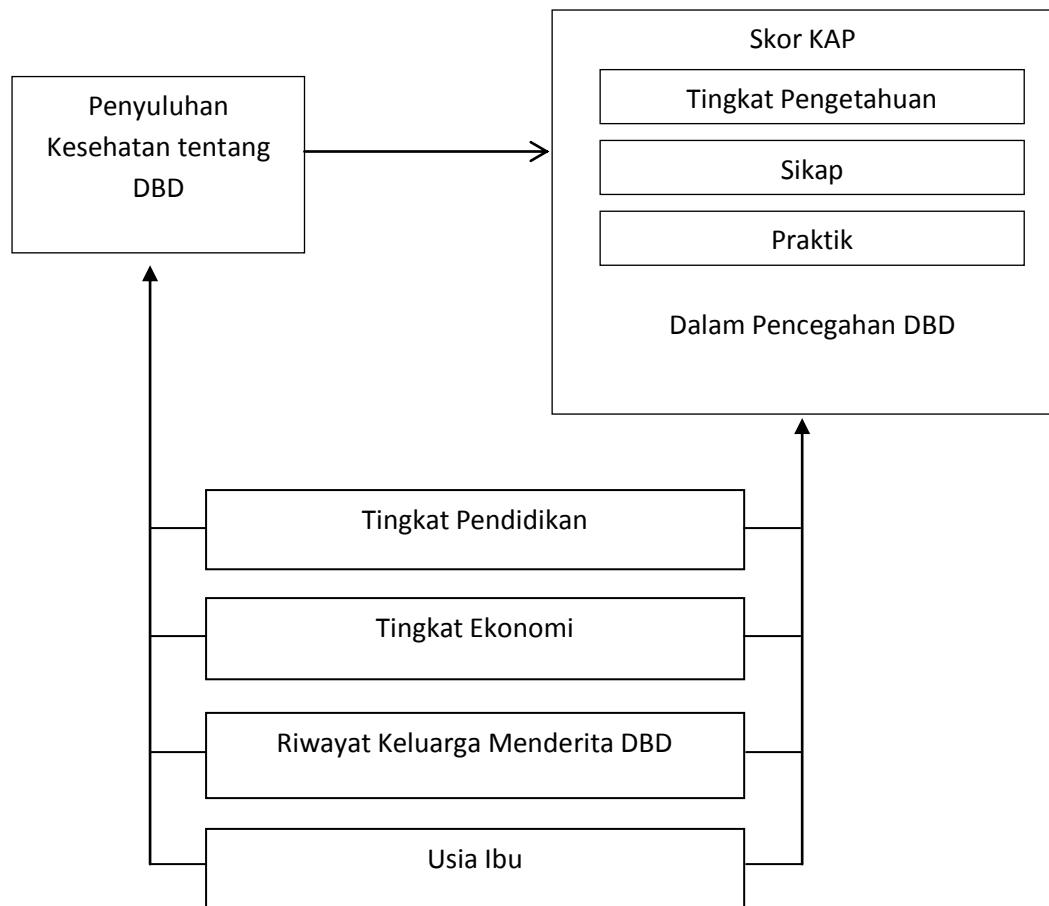 Penyuluhan
Kesehatan tentang
DBD
Skor KAP
Tingkat Pengetahuan
Sikap
Praktik
Dalam Pencegahan DBD
Tingkat Pendidikan
Tingkat Ekonomi
Riwayat Keluarga Menderita DBD
Usia Ibu